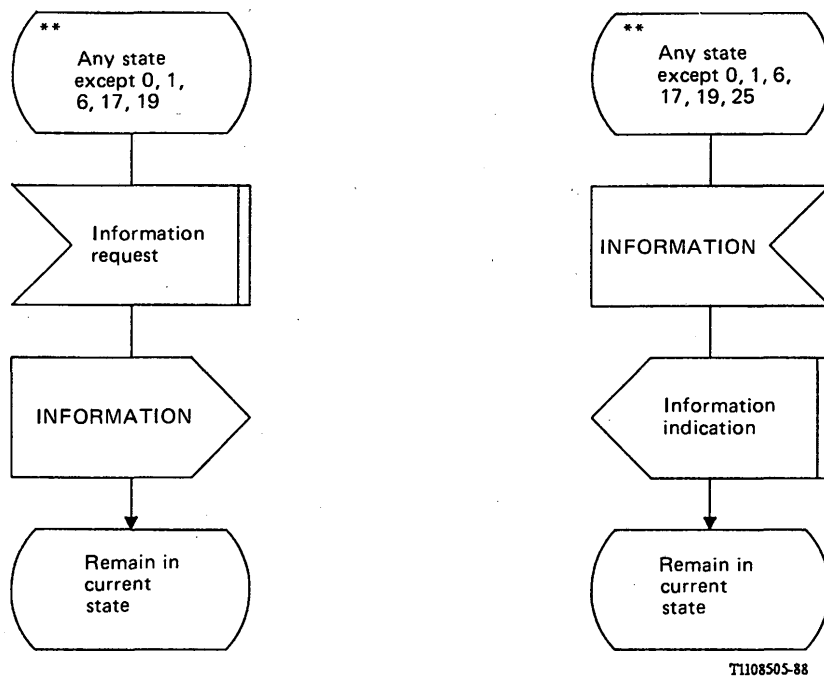 **
Any state
except 0, 1,
6, 17, 19
Information
request
INFORMATION
Remain in
current
state
**
Any state
except 0, 1, 6,
17, 19, 25
INFORMATION
Information
indication
Remain in
current
state
T1108505-88